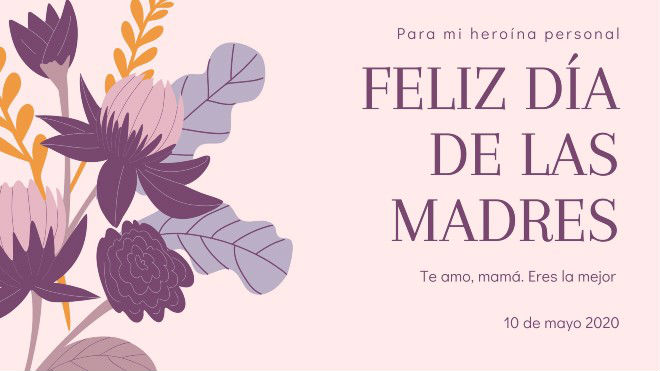 Para mi heroína personal
FELIZ DÍA
DE LAS
MADRES
Te amo, mamá. Eres la mejor
10 de mayo 2020